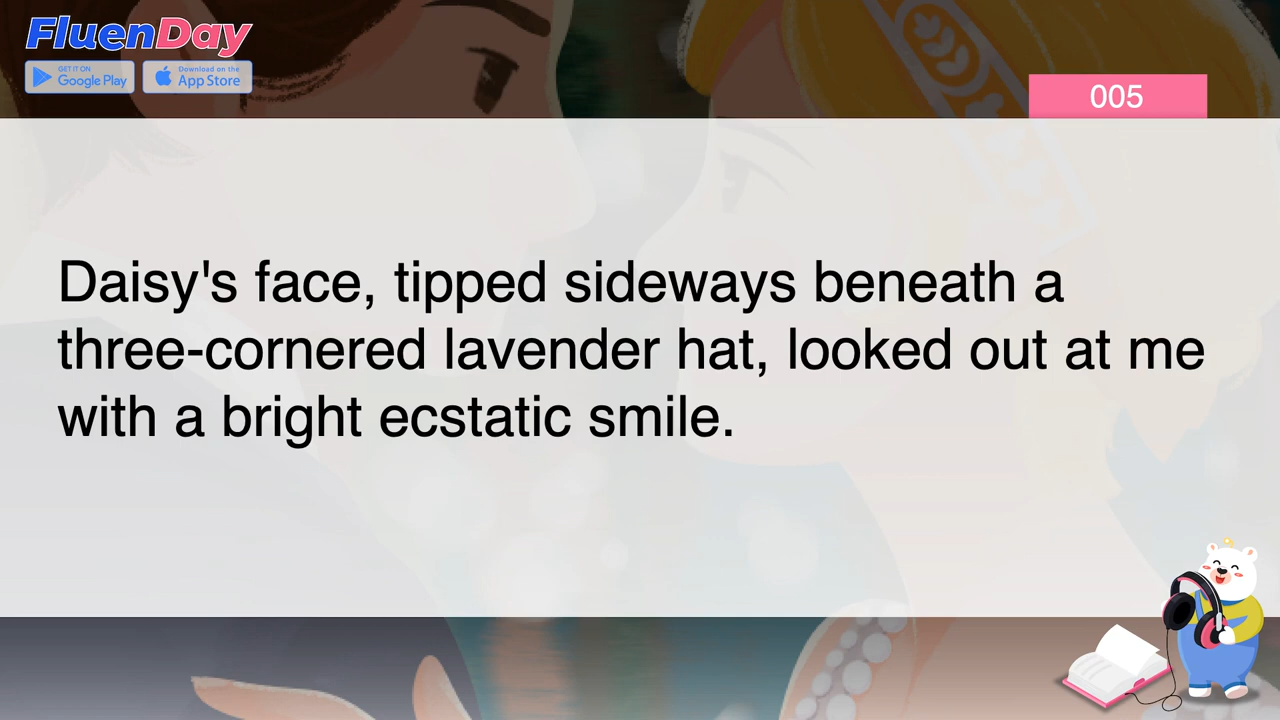 FluenDay
GET IT ON
Google Play
Download on the
App Store
005
Daisy's face, tipped sideways beneath a
three-cornered lavender hat, looked out at me
with a bright ecstatic smile.